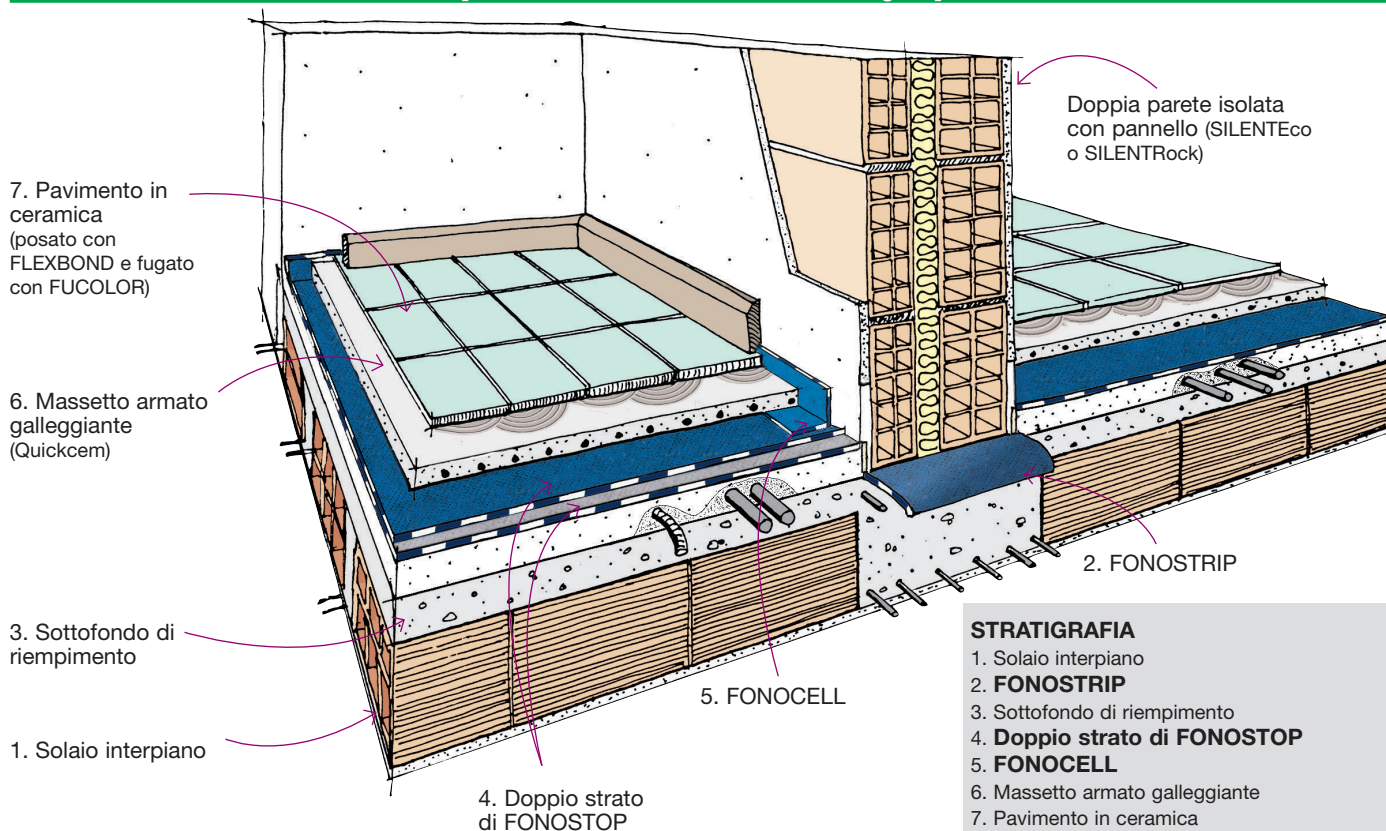 Doppia parete isolata
con pannello (SILENTEco
o SILENTRock)
7. Pavimento in
ceramica
(posato con
FLEXBOND e fugato
con FUCOLOR)
6. Massetto armato
galleggiante
(Quickcem)
2. FONOSTRIP
3. Sottofondo di
riempimento
5. FONOCELL
1. Solaio interpiano
4. Doppio strato
di FONOSTOP
STRATIGRAFIA
1. Solaio interpiano
2. FONOSTRIP
3. Sottofondo di riempimento
4. Doppio strato di FONOSTOP
5. FONOCELL
6. Massetto armato galleggiante
7. Pavimento in ceramica